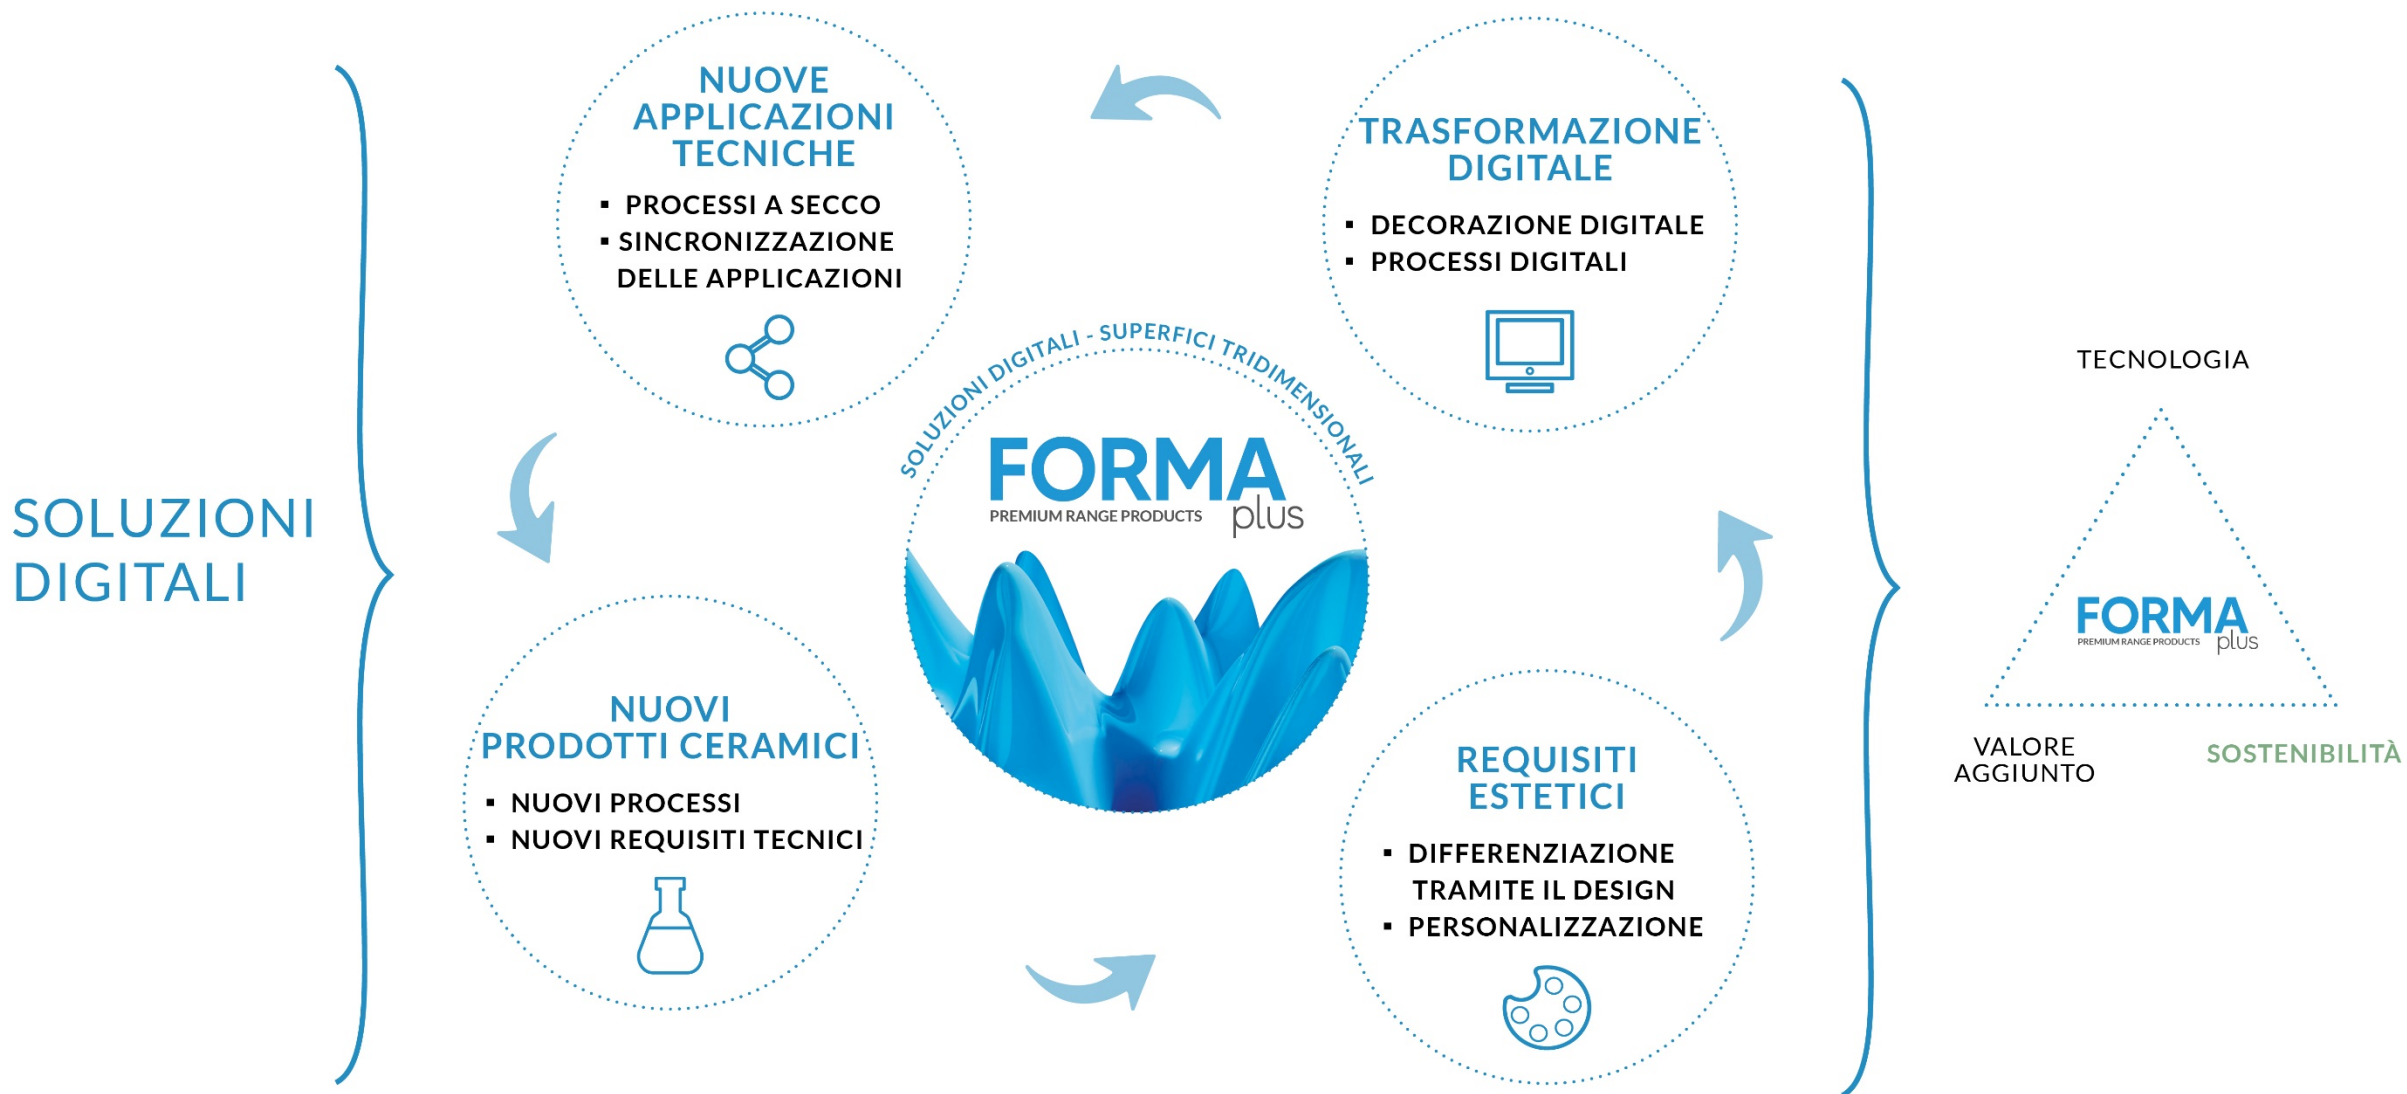 SOLUZIONI
DIGITALI
NUOVE
APPLICAZIONI
TECNICHE
▪ PROCESSI A SECCO
▪ SINCRONIZZAZIONE
DELLE APPLICAZIONI
TRASFORMAZIONE
DIGITALE
▪ DECORAZIONE DIGITALE
▪ PROCESSI DIGITALI
SOLUZIONI DIGITALI - SUPERFICI TRIDIMENSIONALI
FORMA
PREMIUM RANGE PRODUCTS plus
NUOVI
PRODOTTI CERAMICI
▪ NUOVI PROCESSI
▪ NUOVI REQUISITI TECNICI
REQUISITI
ESTETICI
▪ DIFFERENZIAZIONE
TRAMITE IL DESIGN
▪ PERSONALIZZAZIONE
TECNOLOGIA
FORMA
PREMIUM RANGE PRODUCTS plus
VALORE
AGGIUNTO
SOSTENIBILITÀ